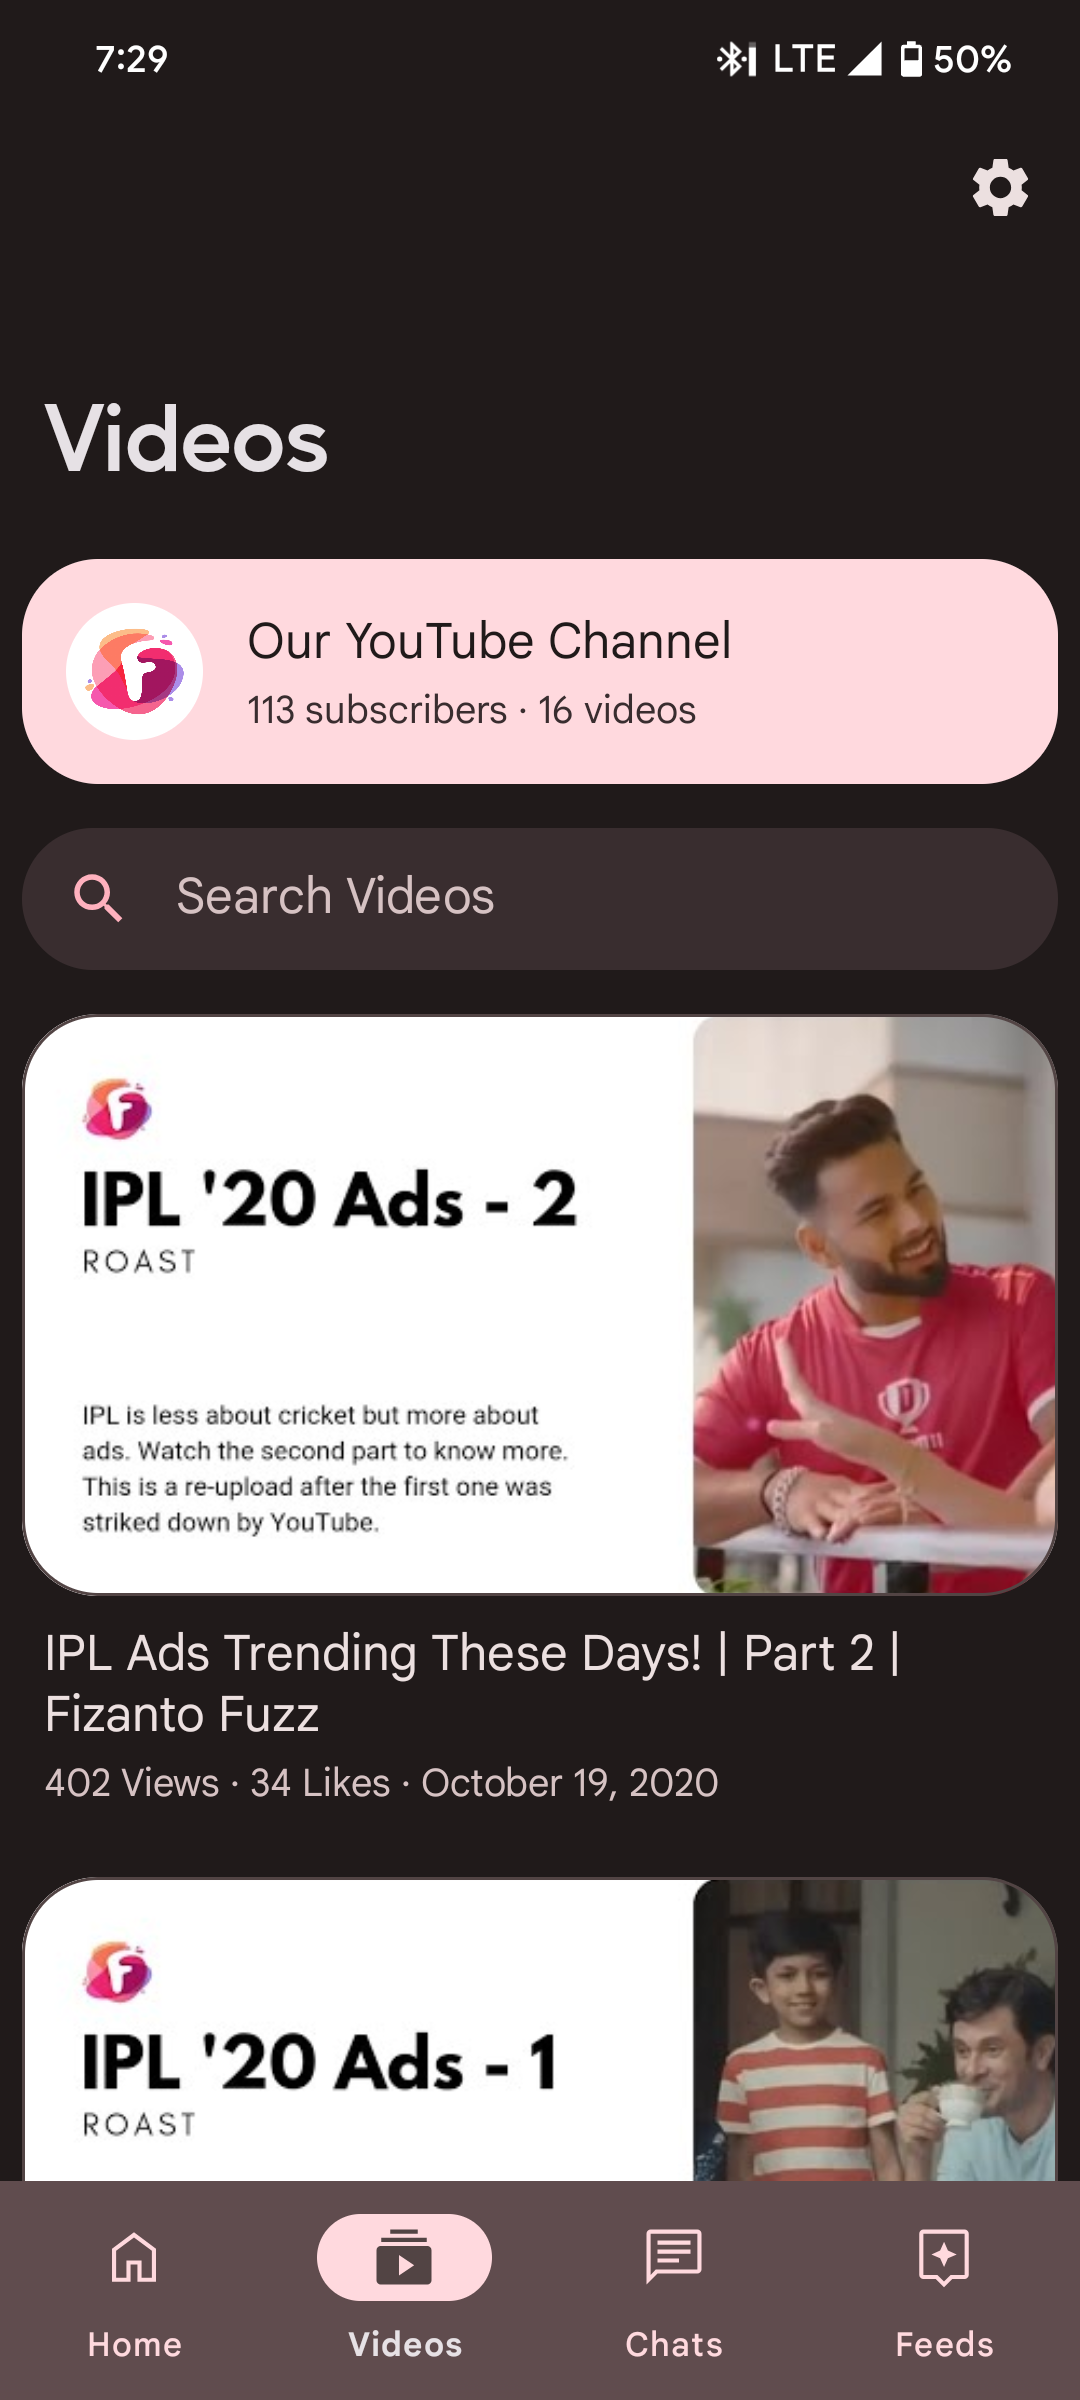 7:29
LTE 50%
Videos
Our YouTube Channel
113 subscribers · 16 videos
Search Videos
F
IPL '20 Ads - 2
ROAST
IPL is less about cricket but more about
ads. Watch the second part to know more.
This is a re-upload after the first one was
striked down by YouTube.
IPL Ads Trending These Days! | Part 2 |
Fizanto Fuzz
402 Views · 34 Likes · October 19, 2020
F
IPL '20 Ads - 1
ROAST
Home
Videos
Chats
Feeds